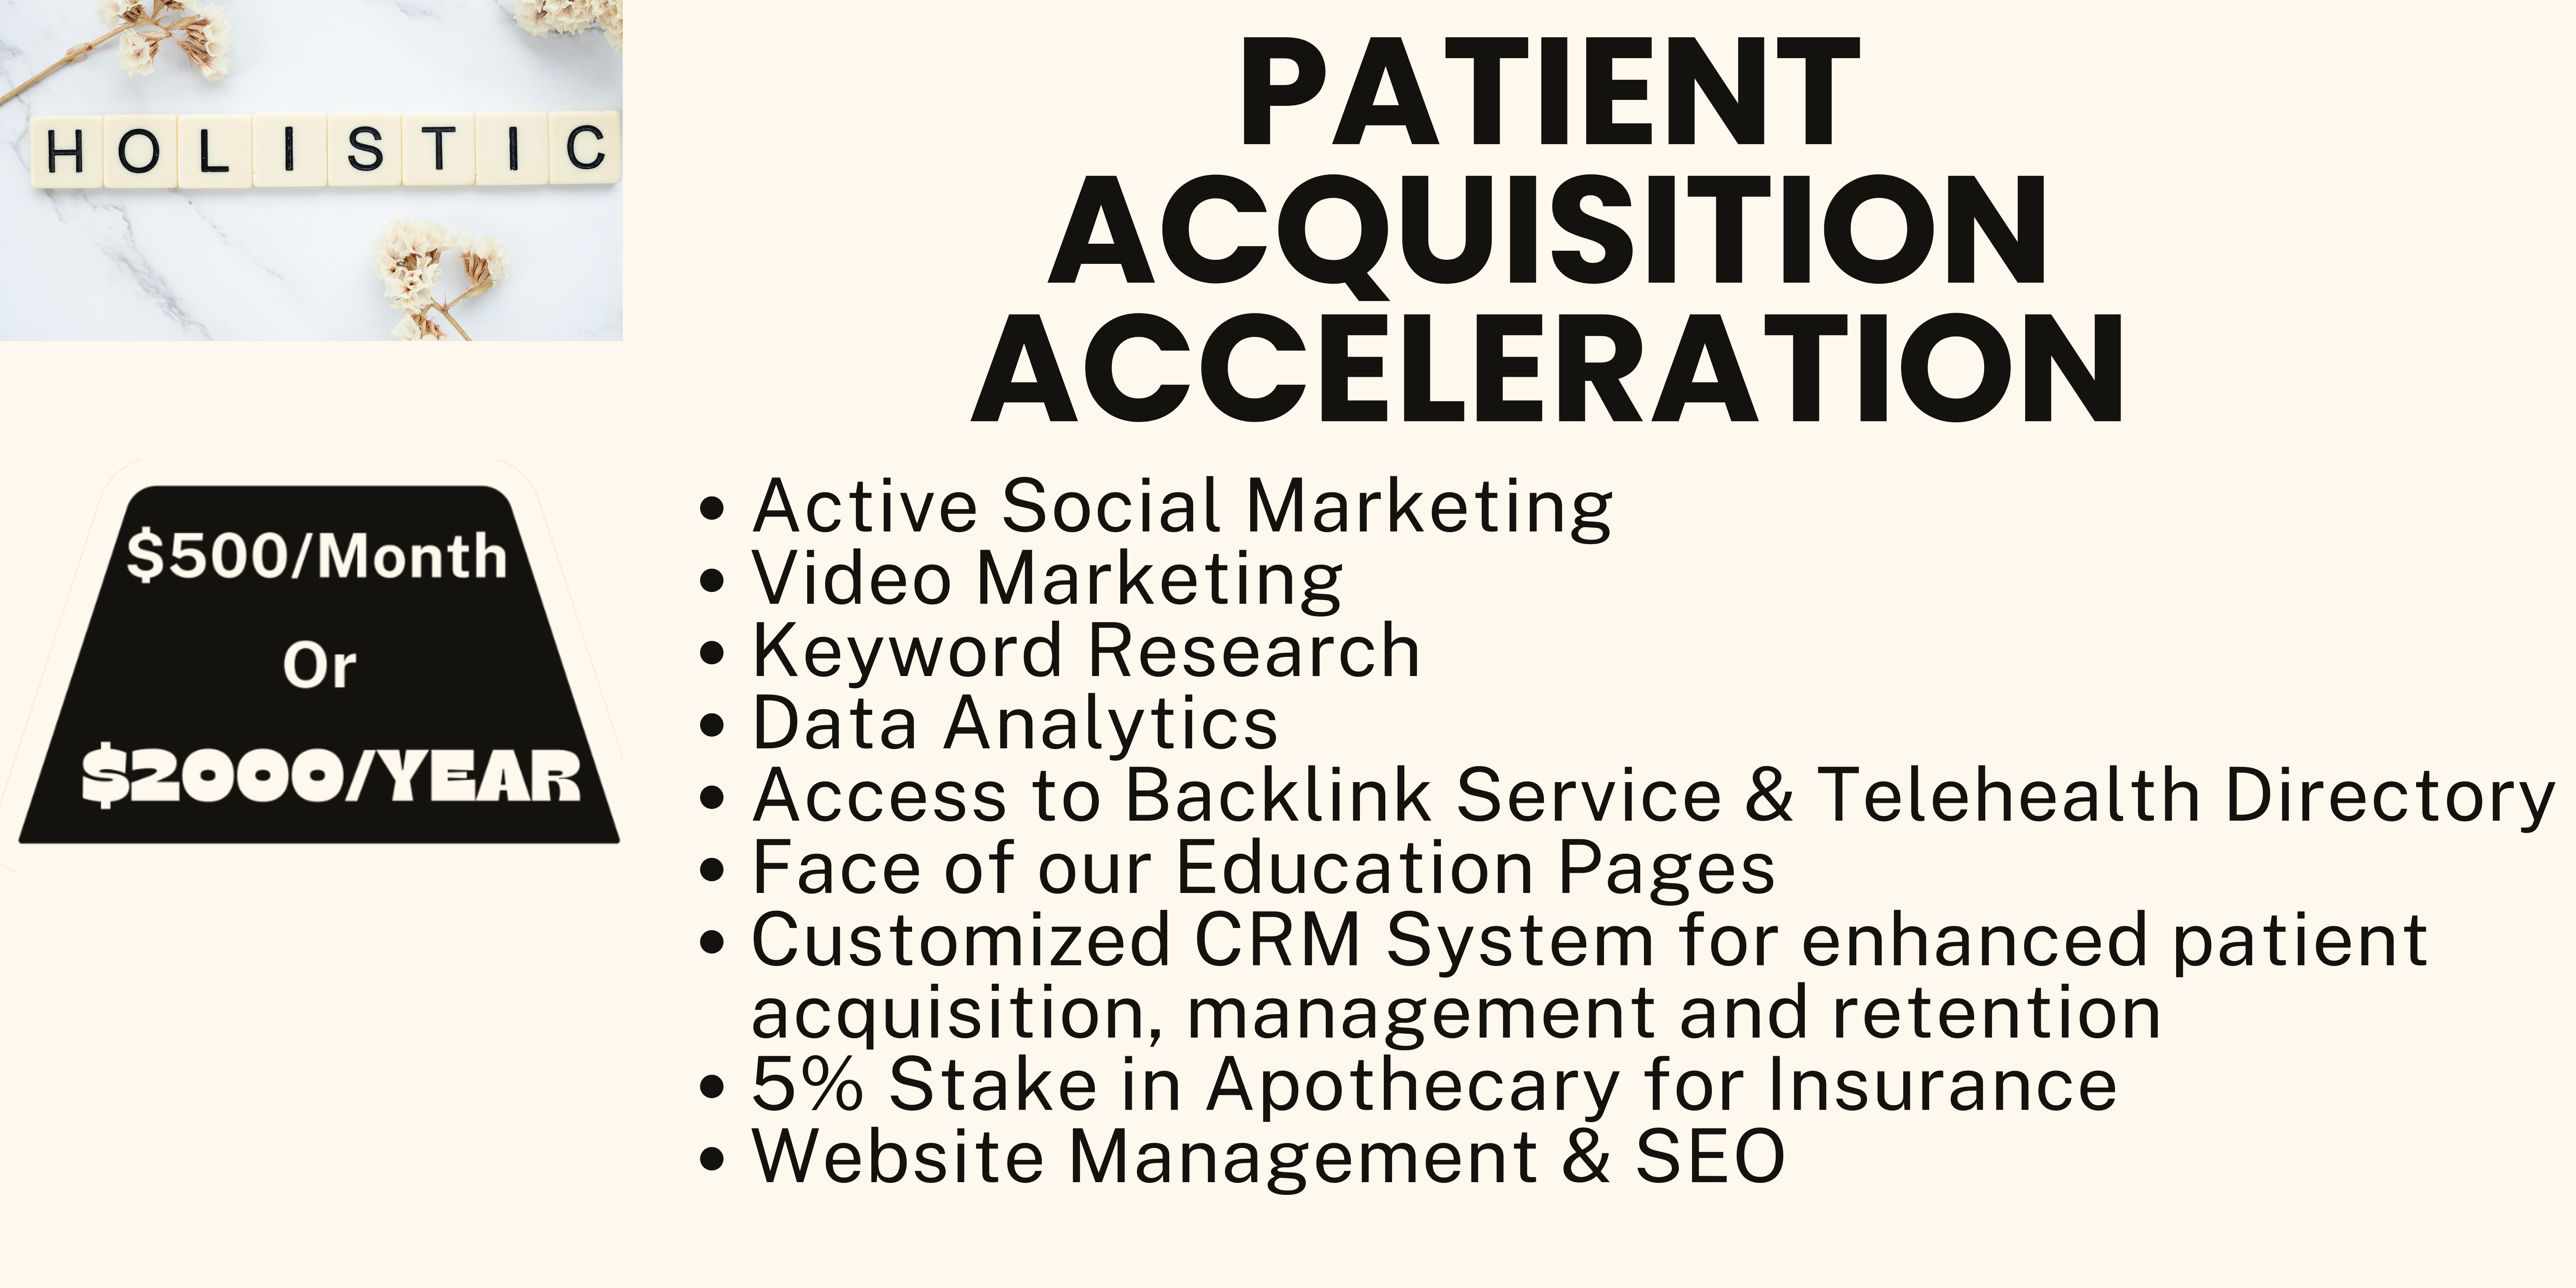 HOLISTIC
PATIENT
ACQUISITION
ACCELERATION
$500/Month
Or
$2000/YEAR
• Active Social Marketing
• Video Marketing
• Keyword Research
• Data Analytics
• Access to Backlink Service & Telehealth Directory
• Face of our Education Pages
• Customized CRM System for enhanced patient
acquisition, management and retention
• 5% Stake in Apothecary for Insurance
• Website Management & SEO